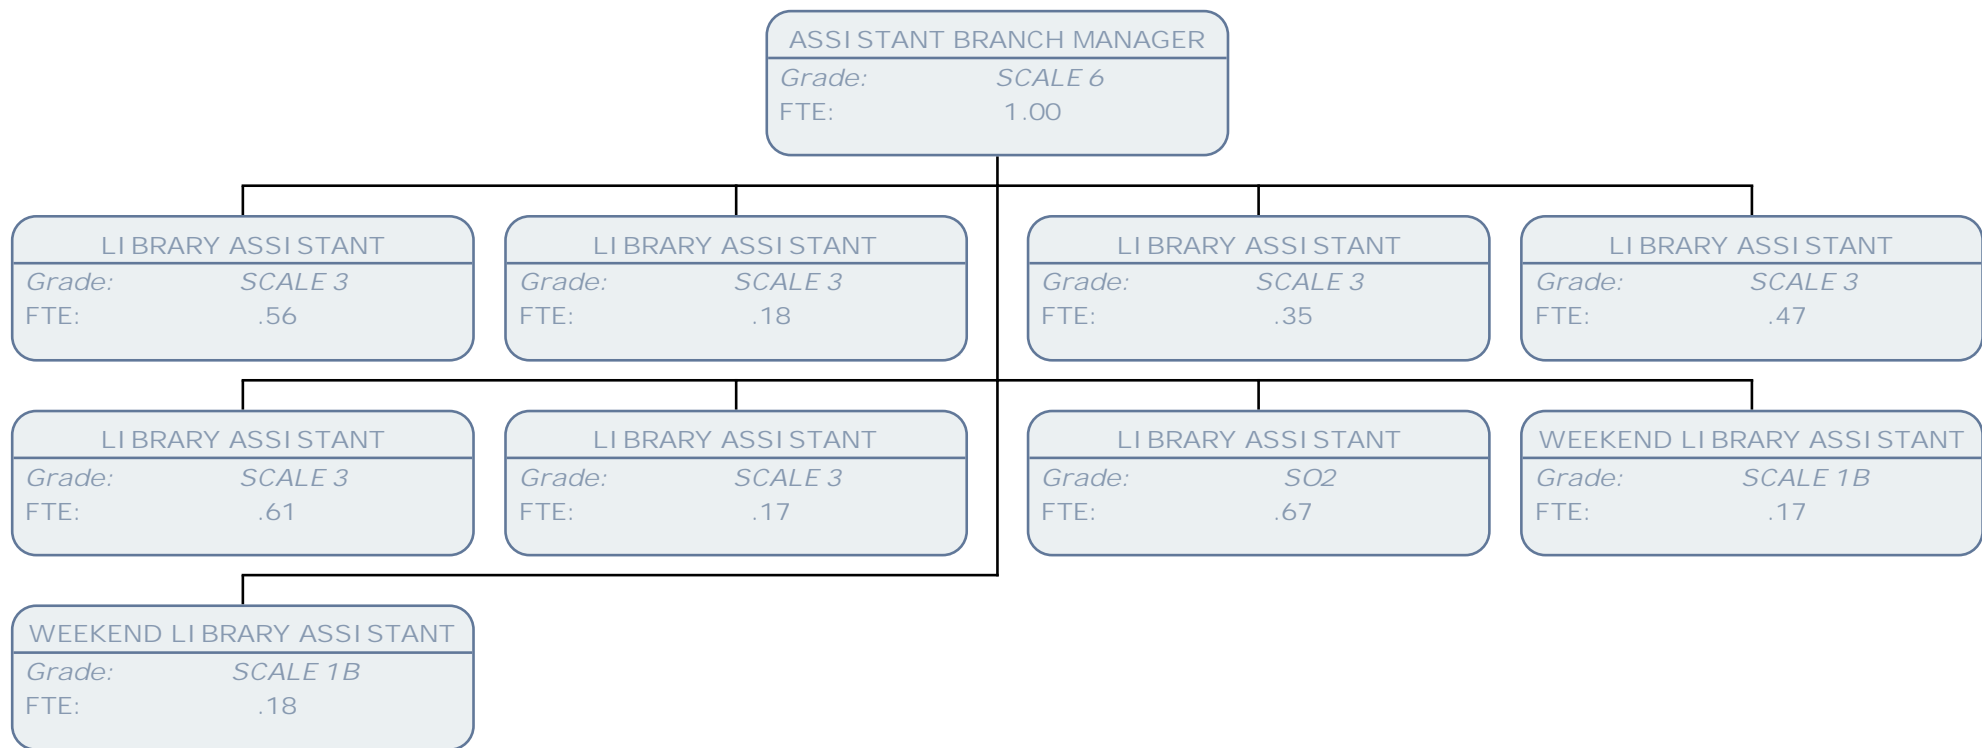 ASSISTANT BRANCH MANAGER
Grade: SCALE 6
FTE: 1.00
LIBRARY ASSISTANT
Grade: SCALE 3
FTE: .56
LIBRARY ASSISTANT
Grade: SCALE 3
FTE: .18
LIBRARY ASSISTANT
Grade: SCALE 3
FTE: .35
LIBRARY ASSISTANT
Grade: SCALE 3
FTE: .47
LIBRARY ASSISTANT
Grade: SCALE 3
FTE: .61
LIBRARY ASSISTANT
Grade: SCALE 3
FTE: .17
LIBRARY ASSISTANT
Grade: SO2
FTE: .67
WEEKEND LIBRARY ASSISTANT
Grade: SCALE 1B
FTE: .17
WEEKEND LIBRARY ASSISTANT
Grade: SCALE 1B
FTE: .18